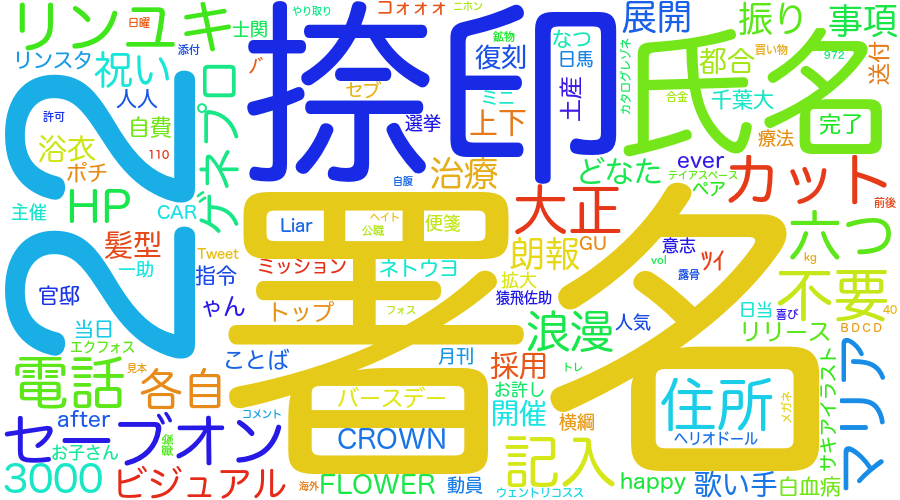 リンユキ
日曜
士関
添付
やり取り
コォォォ
ニホン
展開
振り
事項
リンスタ
祝い
捺印
鉱物
復刻
なつ
日馬
カタログレゾネ
氏名
都合
買い物
972
送付
22
人人
ゲネプロ
セブ
ミニ
土産
合金
千葉大
許可
自費
選挙
上下
完了
浴衣
110
療法
ポチ
自腹
治療
どなた
ever
テイアスペース
ペア
カット
前後
主催
HP
CAR
署名
大正
六つ
髪型
Liar
ヘイト
公職
便箋
朗報
GU
意志
ツイ
vol
kg
一助
Tweet
ミッション
ネトウヨ
拡大
露骨
不要
官邸
指令
ゃん
トップ
フォス
猿飛佐助
人気
日当
喜び
40
当日
エクフォス
浪漫
リリース
BDCD
電話
見本
各自
ことば
月刊
採用
トレ
マリア
サキアイラスト
after
コメント
バースデー
お許し
開催
横綱
住所
メガネ
セーブオン
お子さん
CROWN
ヘリオドール
記入
3000
ビジュアル
海外
FLOWER
動員
ウェントリコスス
happy
歌い手
白血病